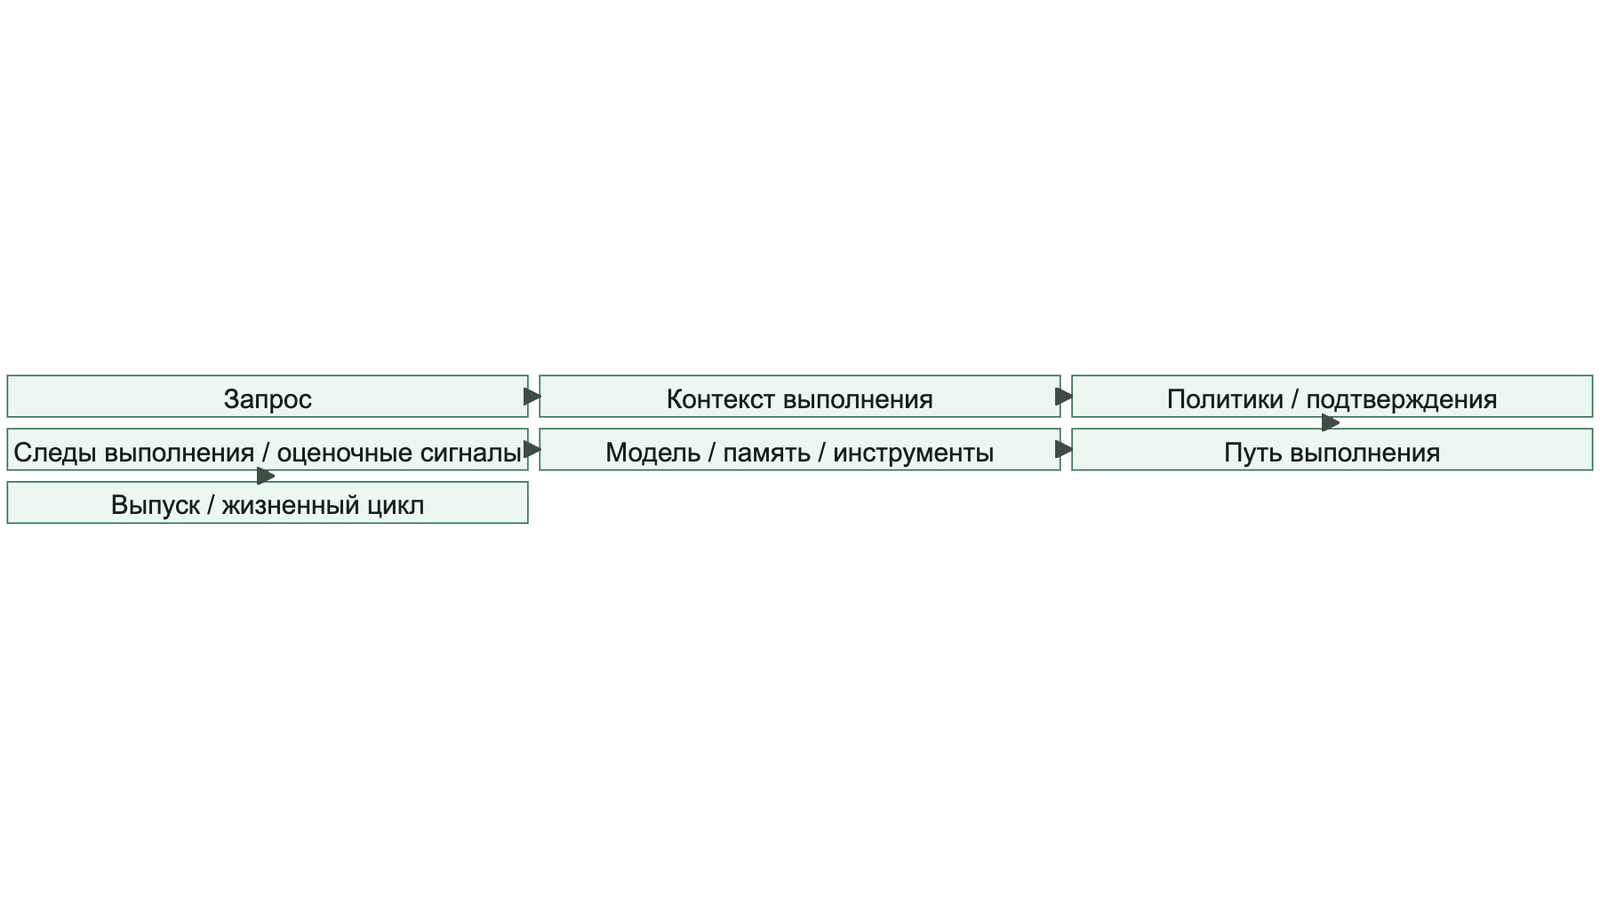 Запрос
Контекст выполнения
Политики / подтверждения
Следы выполнения / оценочные сигналы
Модель / память / инструменты
Путь выполнения
Выпуск / жизненный цикл